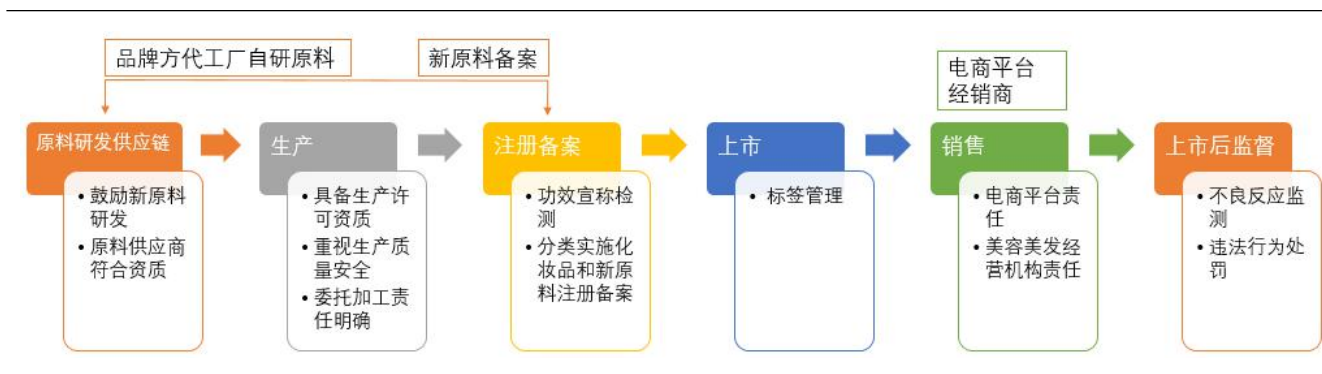 品牌方代工厂自研原料
新原料备案
电商平台
经销商
原料研发供应链
• 鼓励新原料
研发
• 原料供应商
符合资质
生产
• 具备生产许
可资质
• 重视生产质
量安全
• 委托加工责
任明确
注册备案
• 功效宣称检
测
• 分类实施化
妆品和新原
料注册备案
上市
• 标签管理
销售
• 电商平台责
任
• 美容美发经
营机构责任
上市后监督
• 不良反应监
测
• 违法行为处
罚